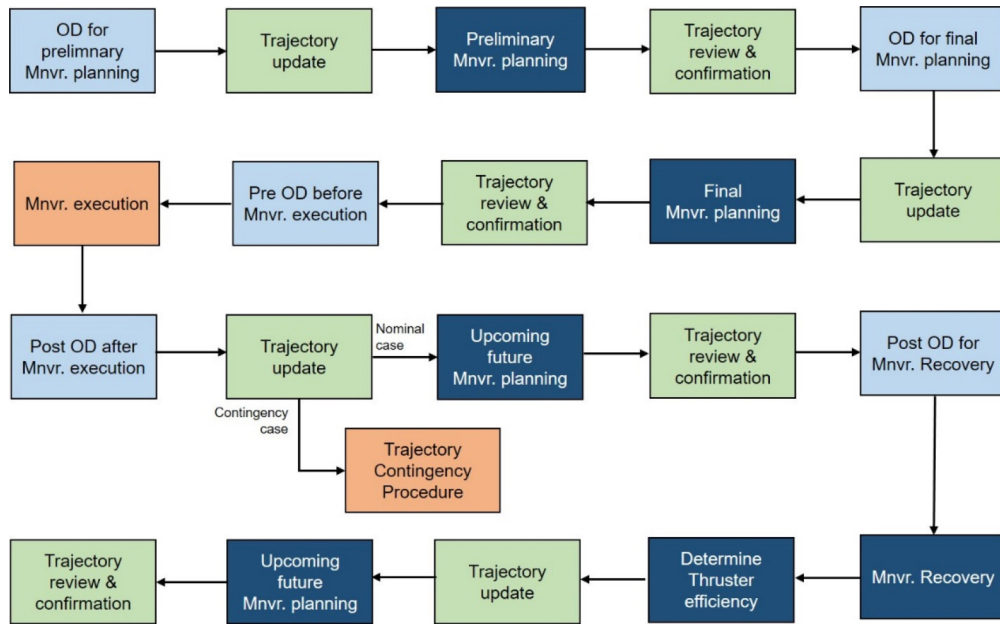 OD for
prelimnary
Mnvr. planning
Trajectory
update
Preliminary
Mnvr. planning
Trajectory
review &
confirmation
OD for final
Mnvr. planning
Mnvr. execution
Pre OD before
Mnvr. execution
Trajectory
review &
confirmation
Final
Mnvr. planning
Trajectory
update
Post OD after
Mnvr. execution
Trajectory
update
Nominal
case
Upcoming
future
Mnvr. planning
Trajectory
review &
confirmation
Post OD for
Mnvr. Recovery
Contingency
case
Trajectory
Contingency
Procedure
Trajectory
review &
confirmation
Upcoming
future
Mnvr. planning
Trajectory
update
Determine
Thruster
efficiency
Mnvr. Recovery